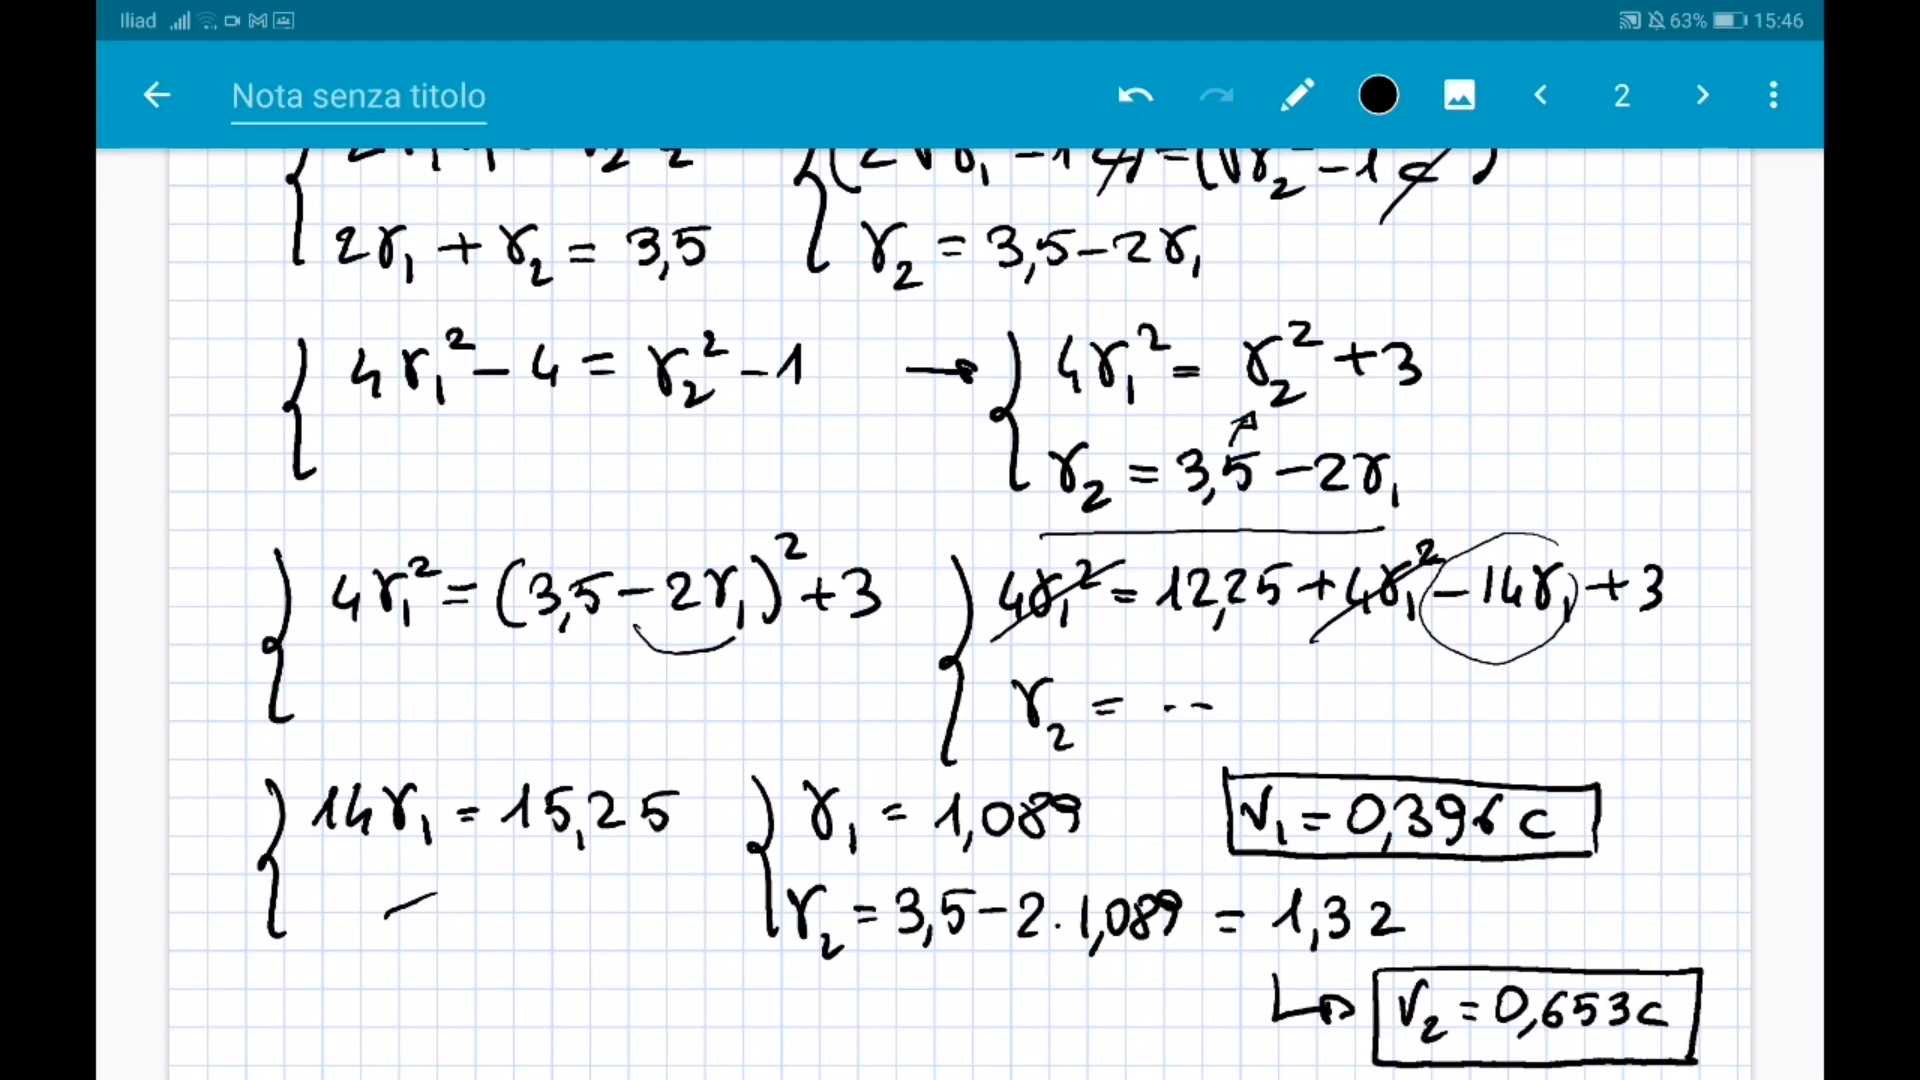 Iliad 63% 15:46
Nota senza titolo 2
2γ₁ + γ₂ = 3,5 γ₂ = 3,5 - 2γ₁
4γ₁² - 4 = γ₂² - 1 → 4γ₁² = γ₂² + 3
γ₂ = 3,5 - 2γ₁
4γ₁² = (3,5 - 2γ₁)² + 3 4γ₁² = 12,25 + 4γ₁² - 14γ₁ + 3
γ₂ = --
14γ₁ = 15,25 γ₁ = 1,089 V₁ = 0,396 c
γ₂ = 3,5 - 2 · 1,089 = 1,32
↳ V₂ = 0,653 c